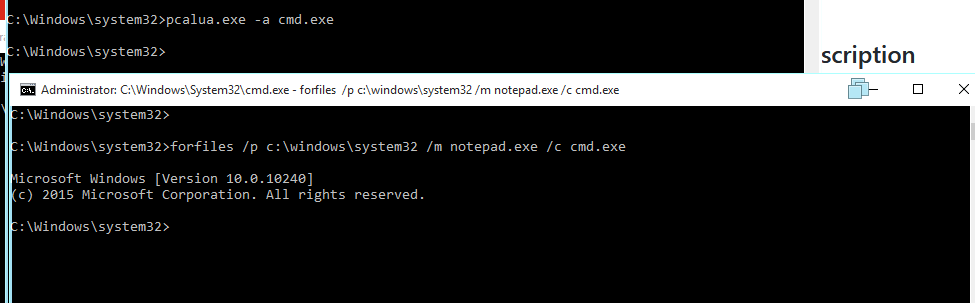 C:\Windows\system32>pcalua.exe -a cmd.exe
C:\Windows\system32>
scription
Administrator: C:\Windows\System32\cmd.exe - forfiles /p c:\windows\system32 /m notepad.exe /c cmd.exe
C:\Windows\system32>
C:\Windows\system32>forfiles /p c:\windows\system32 /m notepad.exe /c cmd.exe
Microsoft Windows [Version 10.0.10240]
(c) 2015 Microsoft Corporation. All rights reserved.
C:\Windows\system32>